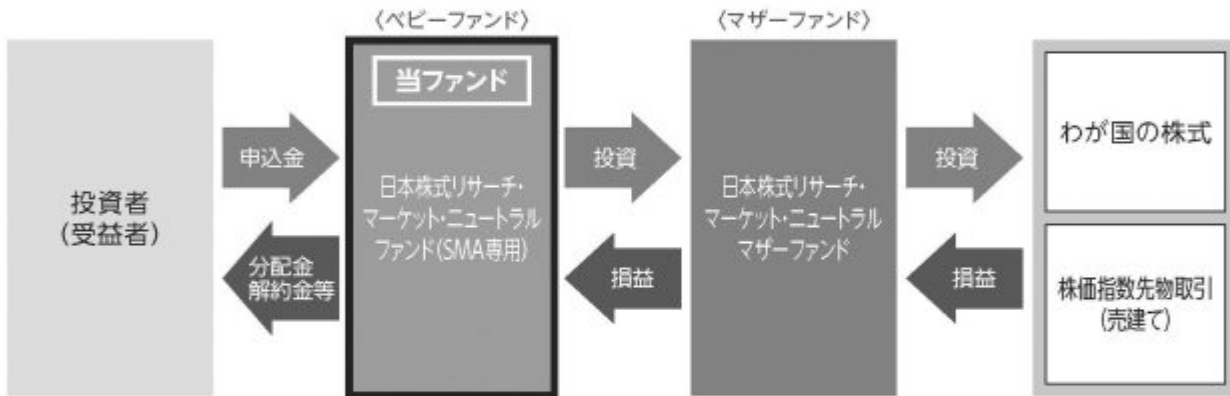 〈ベビーファンド〉
〈マザーファンド〉
投資者
（受益者）
申込金
分配金
解約金等
当ファンド
日本株式リサーチ・
マーケット・ニュートラル
ファンド(SMA専用)
投資
損益
日本株式リサーチ・
マーケット・ニュートラル
マザーファンド
投資
損益
わが国の株式
株価指数先物取引
(売建て)